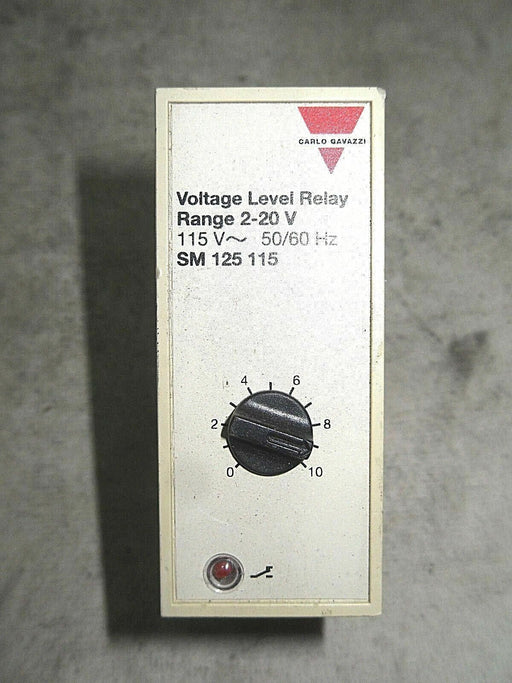 CARLO GAVAZZI
Voltage Level Relay
Range 2-20 V
115 V~ 50/60 Hz
SM 125 115
4 6
2 8
0 10